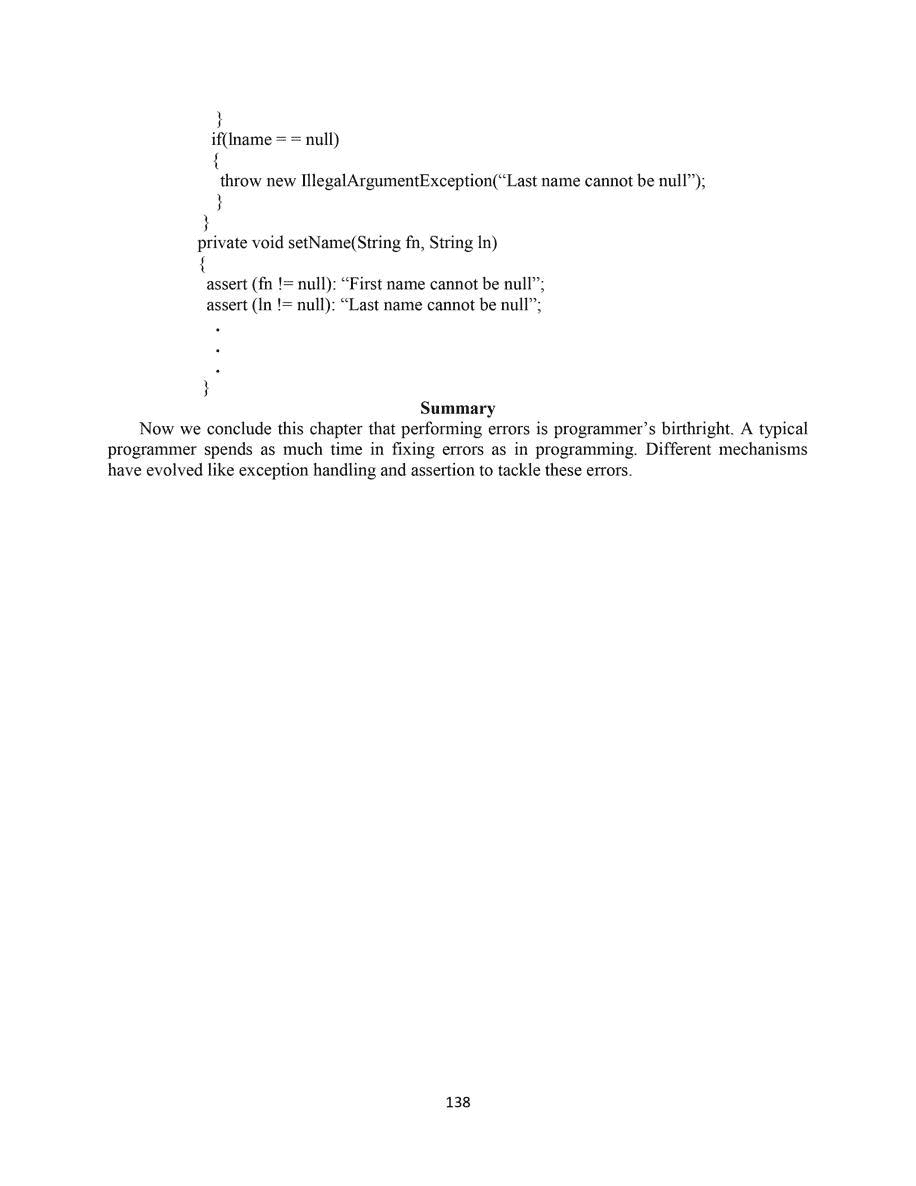 }
if(lname = = null)
{
throw new IllegalArgumentException(“Last name cannot be null”);
}
}
private void setName(String fn, String ln)
{
assert (fn != null): “First name cannot be null”;
assert (ln != null): “Last name cannot be null”;
.
.
.
}
Summary
Now we conclude this chapter that performing errors is programmer’s birthright. A typical
programmer spends as much time in fixing errors as in programming. Different mechanisms
have evolved like exception handling and assertion to tackle these errors.
138